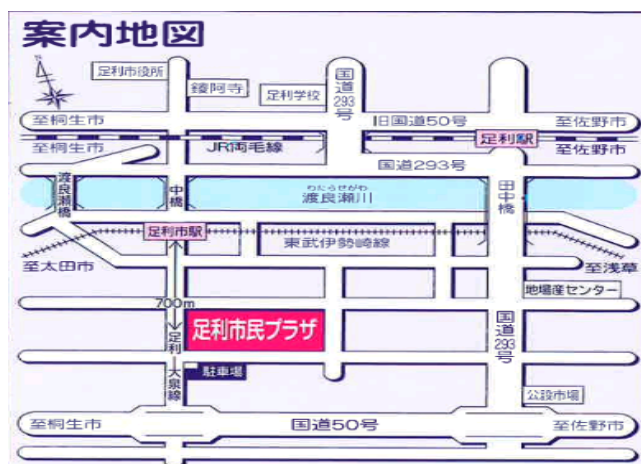 案内地図
足利市役所
鑁阿寺
足利学校
国道293号
至桐生市
旧国道50号
至佐野市
至桐生市
JR両毛線
足利駅
至佐野市
国道293号
渡良瀬橋
中橋
わたらせがわ
渡良瀬川
田中橋
足利市駅
東武伊勢崎線
至太田市
至浅草
地場産センター
700m
足利市民プラザ
国道293号
足利ー大泉線
駐車場
公設市場
至桐生市
国道50号
至佐野市